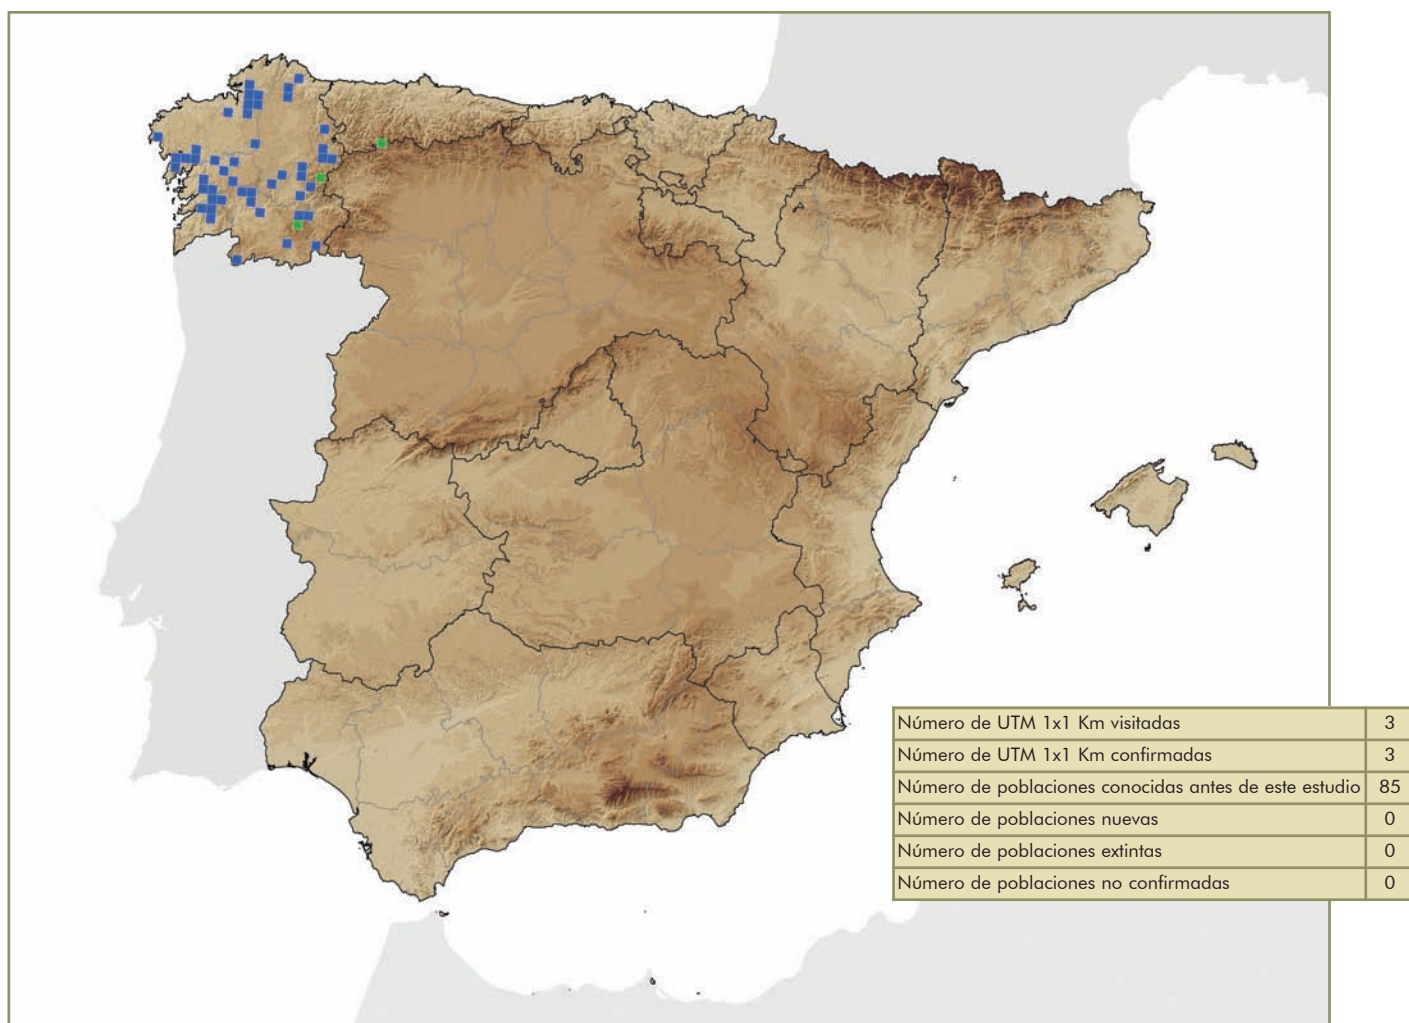 Número de UTM 1x1 Km visitadas 3
Número de UTM 1x1 Km confirmadas 3
Número de poblaciones conocidas antes de este estudio 85
Número de poblaciones nuevas 0
Número de poblaciones extintas 0
Número de poblaciones no confirmadas 0